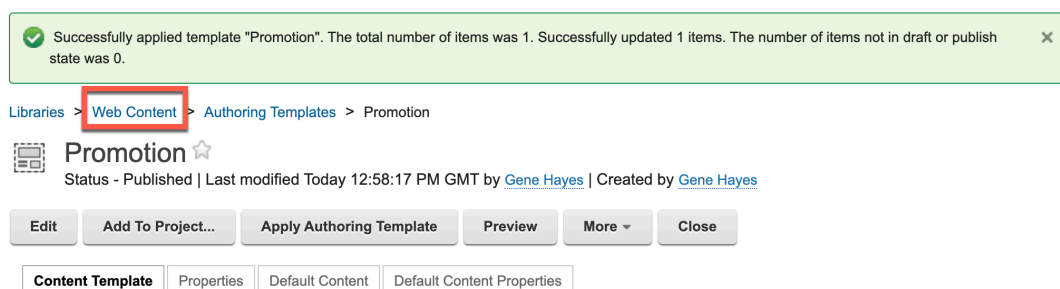 Successfully applied template "Promotion". The total number of items was 1. Successfully updated 1 items. The number of items not in draft or publish
state was 0.
Libraries > Web Content > Authoring Templates > Promotion
Promotion
Status - Published | Last modified Today 12:58:17 PM GMT by Gene Hayes | Created by Gene Hayes
Edit Add To Project... Apply Authoring Template Preview More Close
Content Template Properties Default Content Default Content Properties